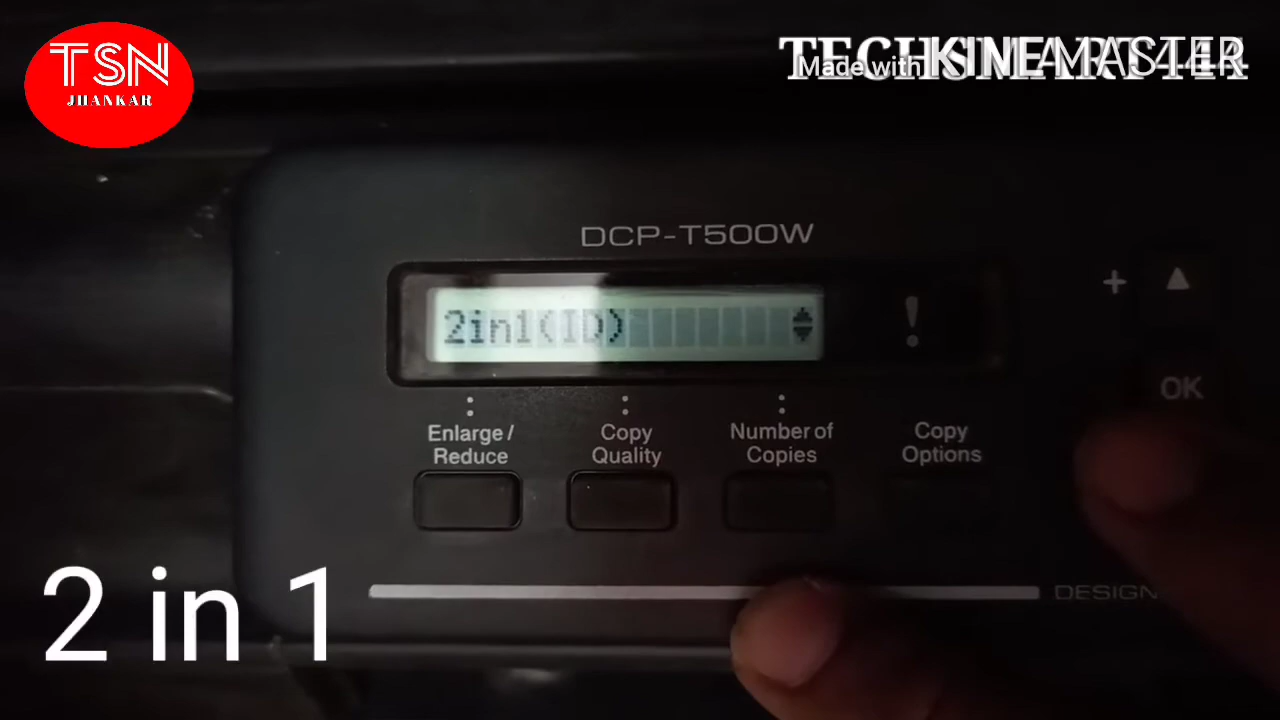 TSN
JHANKAR
TECHKSMART444
Made with KINEMASTER
DCP-T500W
2in1(ID)
!
+
OK
Enlarge /
Reduce
Copy
Quality
Number of
Copies
Copy
Options
DESIGN
2 in 1